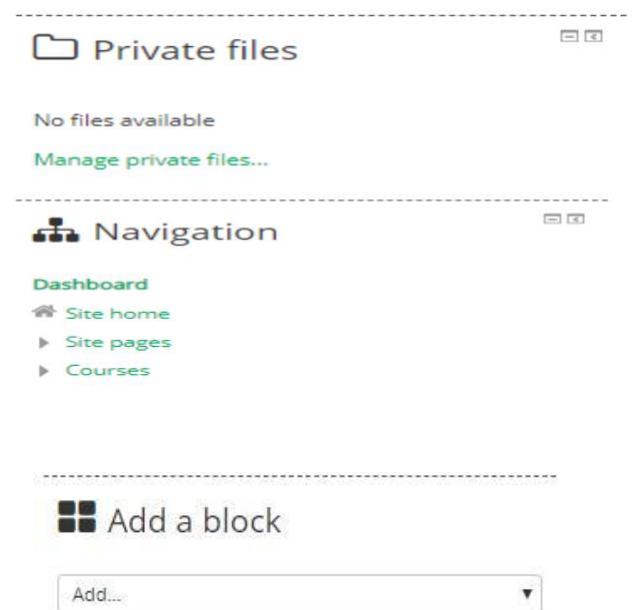 Private files
No files available
Manage private files...
Navigation
Dashboard
Site home
Site pages
Courses
Add a block
Add...